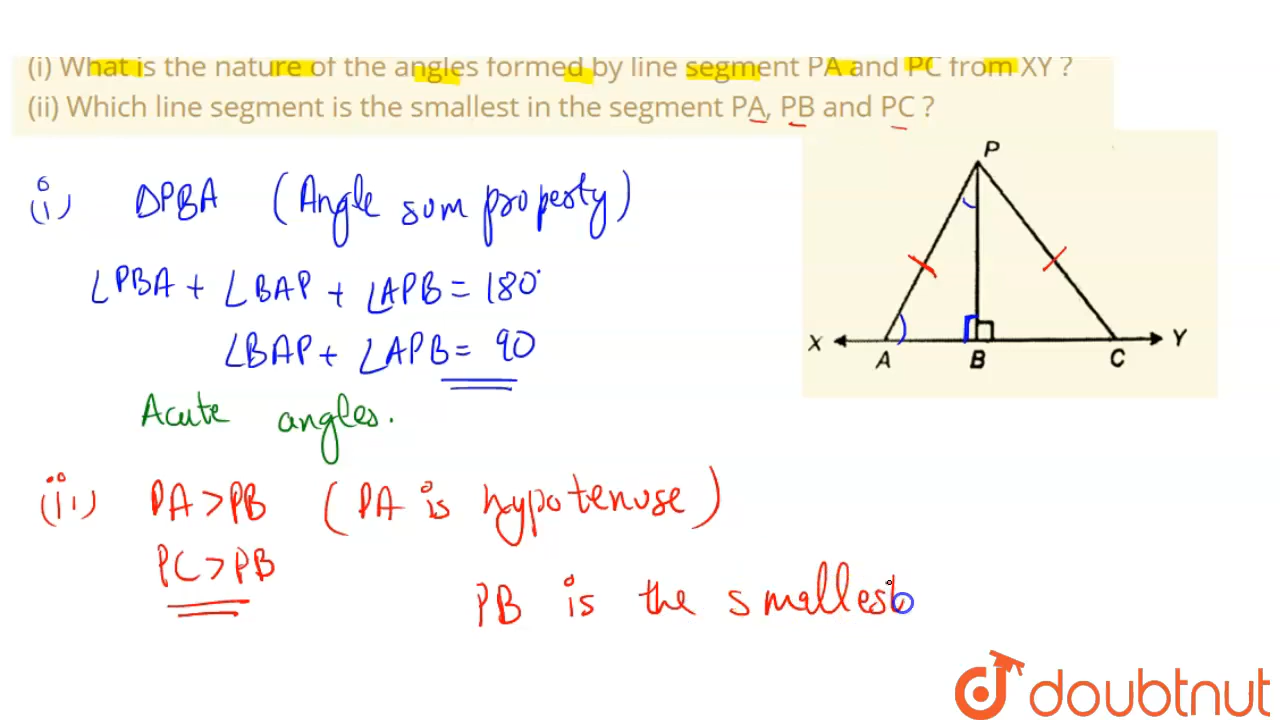 (i) What is the nature of the angles formed by line segment PA and PC from XY ?
(ii) Which line segment is the smallest in the segment PA, PB and PC ?
P
X
A
B
C
Y
(i) ΔPBA (Angle sum property)
∠PBA + ∠BAP + ∠APB = 180°
∠BAP + ∠APB = 90
Acute angles.
(ii) PA > PB (PA is hypotenuse)
PC > PB
PB is the smallest
doubtnut